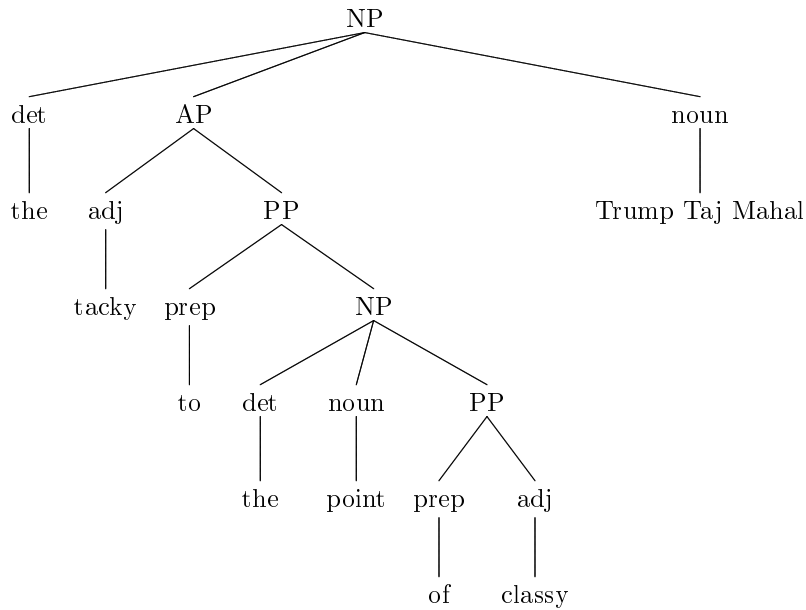 NP
det AP noun
the adj PP Trump Taj Mahal
tacky prep NP
to det noun PP
the point prep adj
of classy